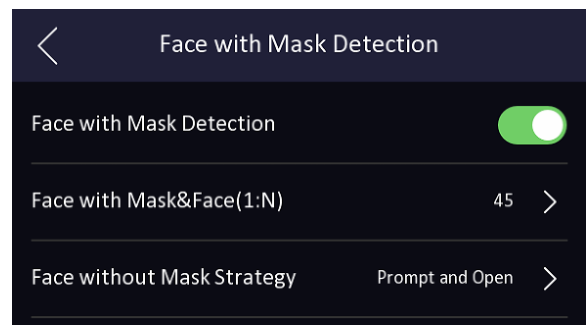 Face with Mask Detection
Face with Mask Detection
Face with Mask&Face(1:N) 45
Face without Mask Strategy Prompt and Open